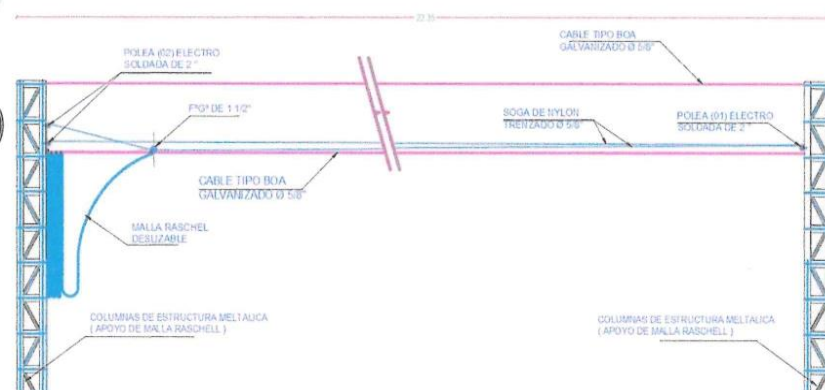 22.35
CABLE TIPO BOA
GALVANIZADO Ø 5/8"
POLEA (02) ELECTRO
SOLDADA DE 2 "
F°G° DE 1 1/2"
SOGA DE NYLON
TRENZADO Ø 5/8"
POLEA (01) ELECTRO
SOLDADA DE 2"
CABLE TIPO BOA
GALVANIZADO Ø 5/8"
MALLA RASCHEL
DESLIZABLE
COLUMNAS DE ESTRUCTURA MELTALICA
( APOYO DE MALLA RASCHELL )
COLUMNAS DE ESTRUCTURA MELTALICA
( APOYO DE MALLA RASCHELL )